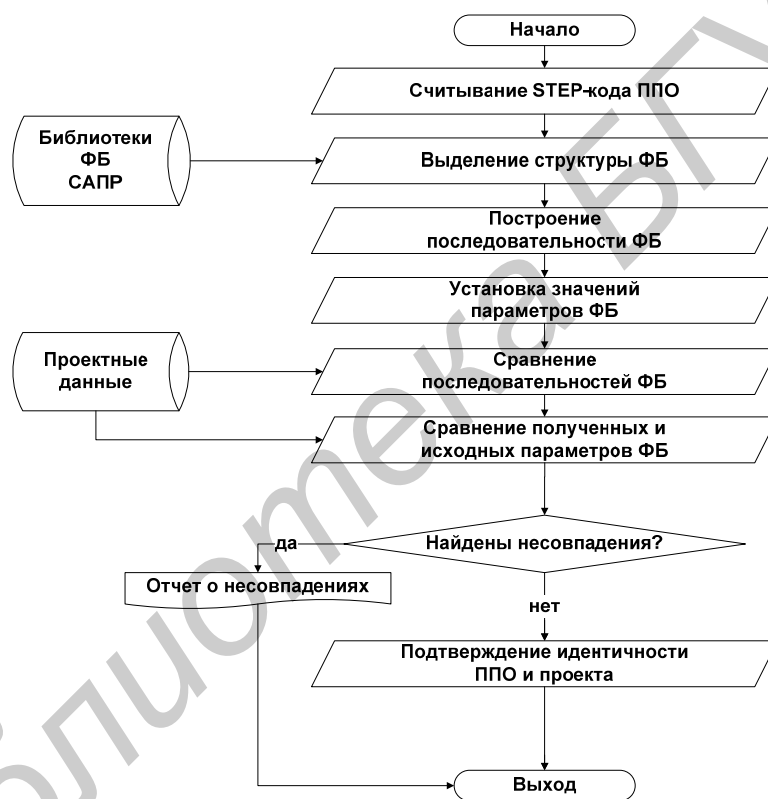 Начало
Считывание STEP-кода ППО
Библиотеки
ФБ
САПР
Выделение структуры ФБ
Построение
последовательности ФБ
Установка значений
параметров ФБ
Проектные
данные
Сравнение
последовательностей ФБ
Сравнение полученных и
исходных параметров ФБ
Найдены несовпадения?
да
Отчет о несовпадениях
нет
Подтверждение идентичности
ППО и проекта
Выход